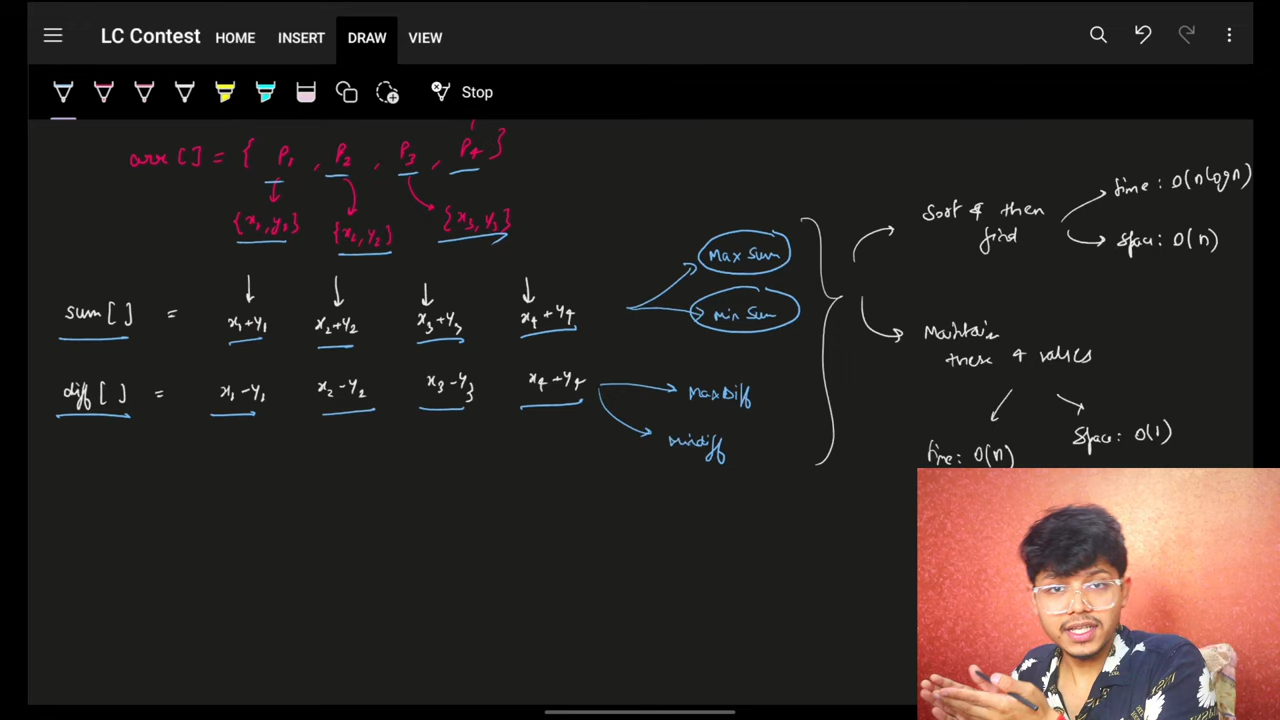 LC Contest HOME INSERT DRAW VIEW
Stop
arr[] = { P1 , P2 , P3 , P4 }
{x1,y1} {x2,y2} {x3,y3}
sum[] = x1+y1 x2+y2 x3+y3 x4+y4
diff[] = x1-y1 x2-y2 x3-y3 x4+y4
Max Sum
Min Sum
MaxDiff
Mindiff
Sort & then
find
time: O(nlogn)
Space: O(n)
Maintain
these 4 values
time: O(n)
Space: O(1)